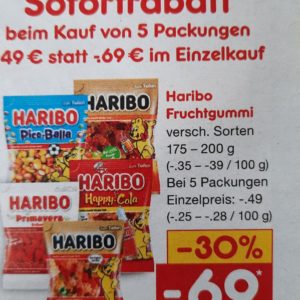 Sofortrabatt
beim Kauf von 5 Packungen
49 € statt -.69 € im Einzelkauf
Haribo
Fruchtgummi
versch. Sorten
175 – 200 g
(-.35 – -39 / 100 g)
Bei 5 Packungen
Einzelpreis: -.49
(-.25 – -.28 / 100 g)
HARIBO
HARIBO
Pico-Balla
HARIBO
Happy-Cola
HARIBO
Primavera
HARIBO
-30%
-.69*